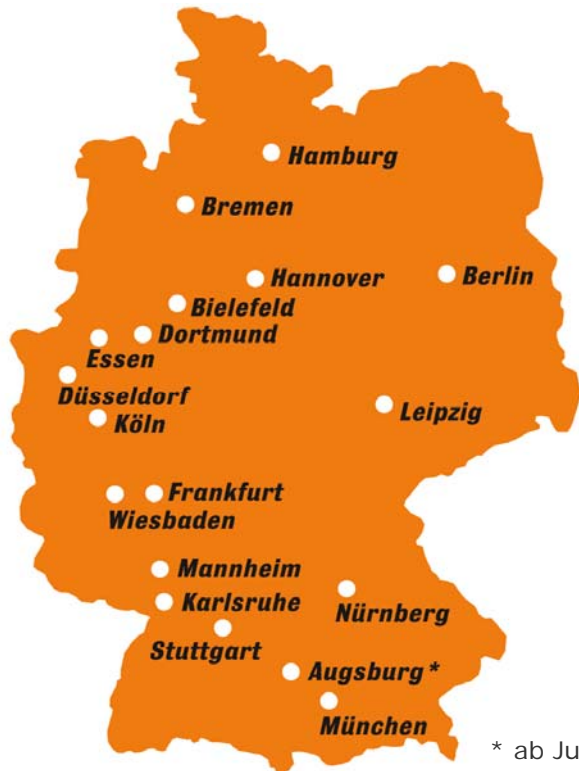 Hamburg
Bremen
Hannover
Berlin
Bielefeld
Dortmund
Essen
Düsseldorf
Leipzig
Köln
Frankfurt
Wiesbaden
Mannheim
Karlsruhe
Nürnberg
Stuttgart
Augsburg*
München
* ab Ju